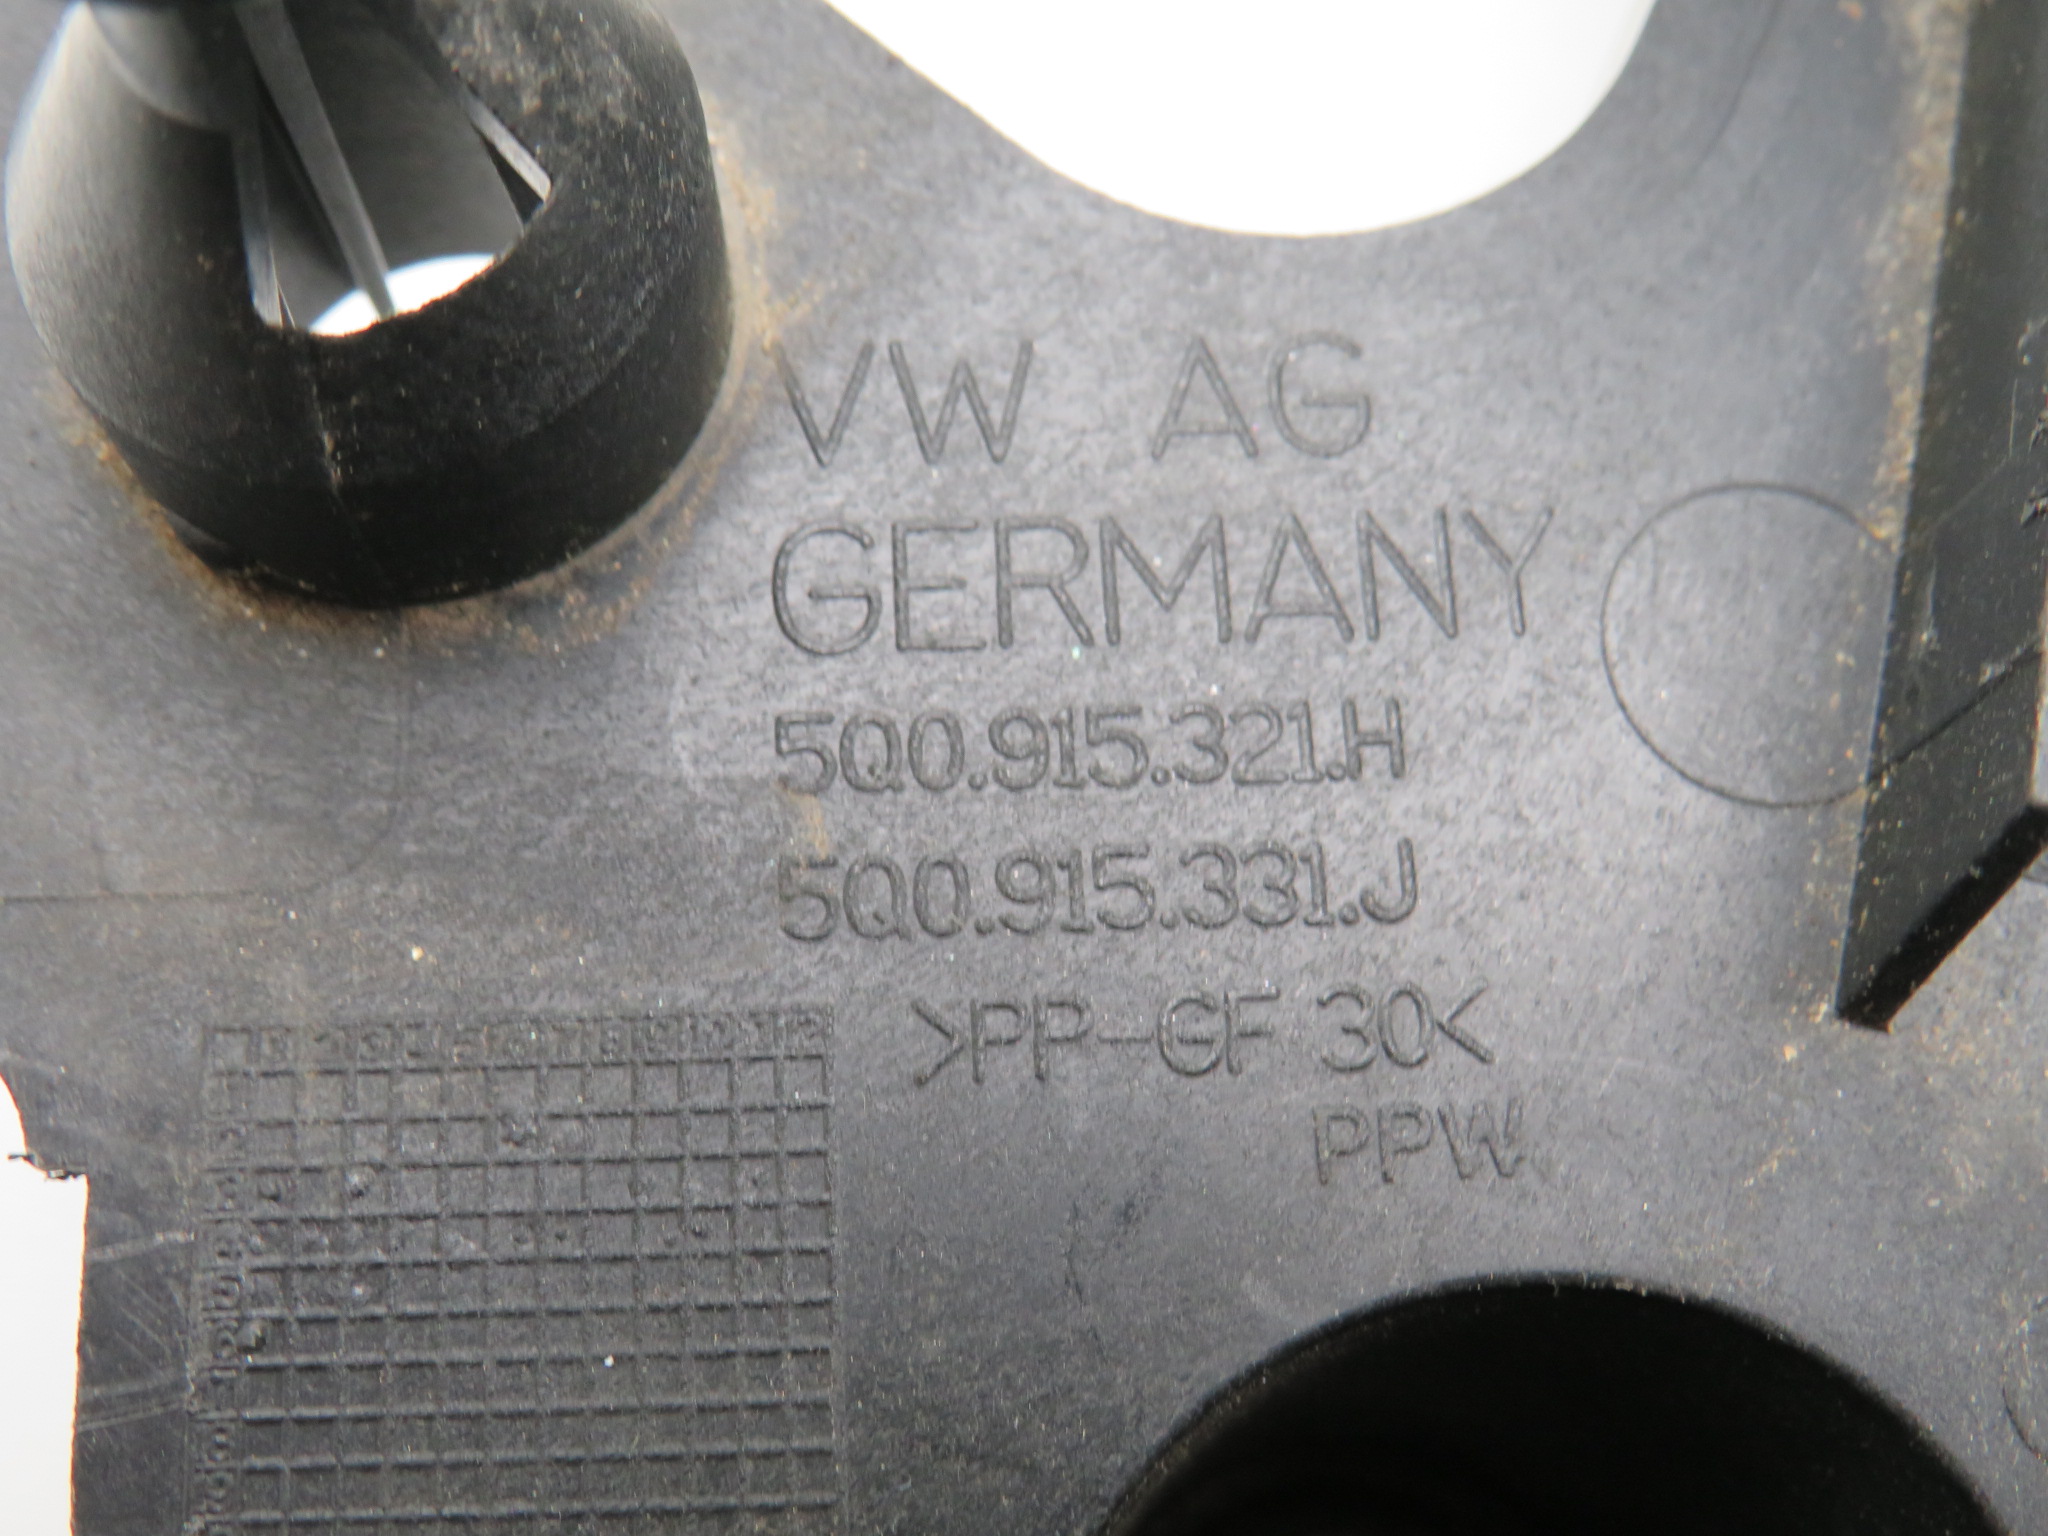 VW AG
GERMANY
5Q0.915.321.H
5Q0.915.331.J
>PP-GF 30<
PPW